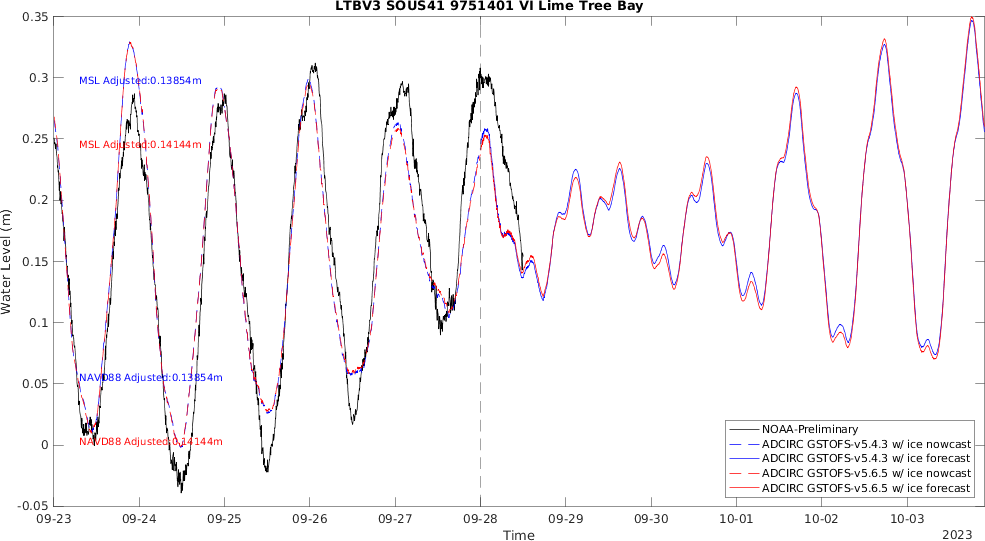 LTBV3 SOUS41 9751401 VI Lime Tree Bay
0.35
0.3
0.25
0.2
0.15
0.1
0.05
0
-0.05
Water Level (m)
MSL Adjusted:0.13854m
MSL Adjusted:0.14144m
NAVD88 Adjusted:0.13854m
NAVD88 Adjusted:0.14144m
NOAA-Preliminary
ADCIRC GSTOFS-v5.4.3 w/ ice nowcast
ADCIRC GSTOFS-v5.4.3 w/ ice forecast
ADCIRC GSTOFS-v5.6.5 w/ ice nowcast
ADCIRC GSTOFS-v5.6.5 w/ ice forecast
09-23 09-24 09-25 09-26 09-27 09-28 09-29 09-30 10-01 10-02 10-03
Time
2023